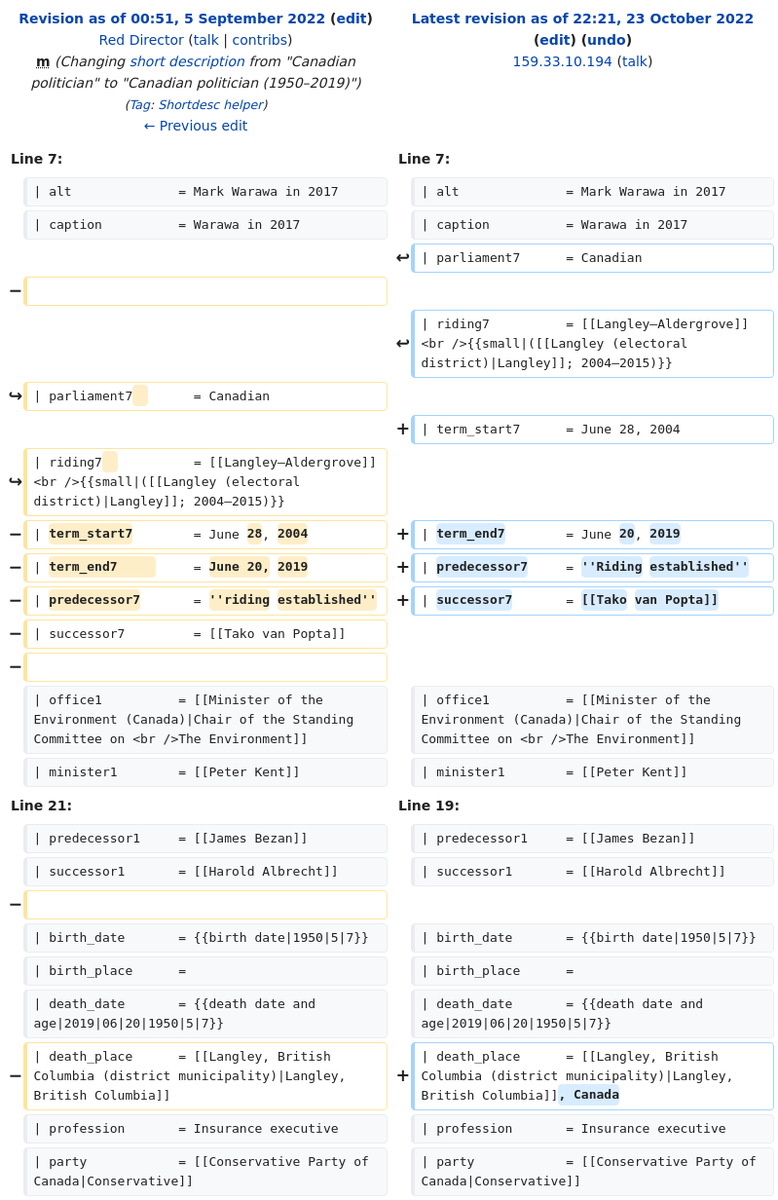 Revision as of 00:51, 5 September 2022 (edit)
Red Director (talk | contribs)
m (Changing short description from "Canadian
politician" to "Canadian politician (1950–2019)")
(Tag: Shortdesc helper)
← Previous edit
Latest revision as of 22:21, 23 October 2022
(edit) (undo)
159.33.10.194 (talk)
Line 7:
Line 7:
| alt = Mark Warawa in 2017
| alt = Mark Warawa in 2017
| caption = Warawa in 2017
| caption = Warawa in 2017
↩ | parliament7 = Canadian
−
↩ | riding7 = [[Langley—Aldergrove]]
<br />{{small|([[Langley (electoral
district)|Langley]]; 2004–2015)}}
↪ | parliament7 = Canadian
+ | term_start7 = June 28, 2004
↪ | riding7 = [[Langley—Aldergrove]]
<br />{{small|([[Langley (electoral
district)|Langley]]; 2004–2015)}}
− | term_start7 = June 28, 2004
+ | term_end7 = June 20, 2019
− | term_end7 = June 20, 2019
+ | predecessor7 = ''Riding established''
− | predecessor7 = ''riding established''
+ | successor7 = [[Tako van Popta]]
− | successor7 = [[Tako van Popta]]
−
| office1 = [[Minister of the
Environment (Canada)|Chair of the Standing
Committee on <br />The Environment]]
| office1 = [[Minister of the
Environment (Canada)|Chair of the Standing
Committee on <br />The Environment]]
| minister1 = [[Peter Kent]]
| minister1 = [[Peter Kent]]
Line 21:
Line 19:
| predecessor1 = [[James Bezan]]
| predecessor1 = [[James Bezan]]
| successor1 = [[Harold Albrecht]]
| successor1 = [[Harold Albrecht]]
−
| birth_date = {{birth date|1950|5|7}}
| birth_date = {{birth date|1950|5|7}}
| birth_place =
| birth_place =
| death_date = {{death date and
age|2019|06|20|1950|5|7}}
| death_date = {{death date and
age|2019|06|20|1950|5|7}}
− | death_place = [[Langley, British
Columbia (district municipality)|Langley,
British Columbia]]
+ | death_place = [[Langley, British
Columbia (district municipality)|Langley,
British Columbia]], Canada
| profession = Insurance executive
| profession = Insurance executive
| party = [[Conservative Party of
Canada|Conservative]]
| party = [[Conservative Party of
Canada|Conservative]]